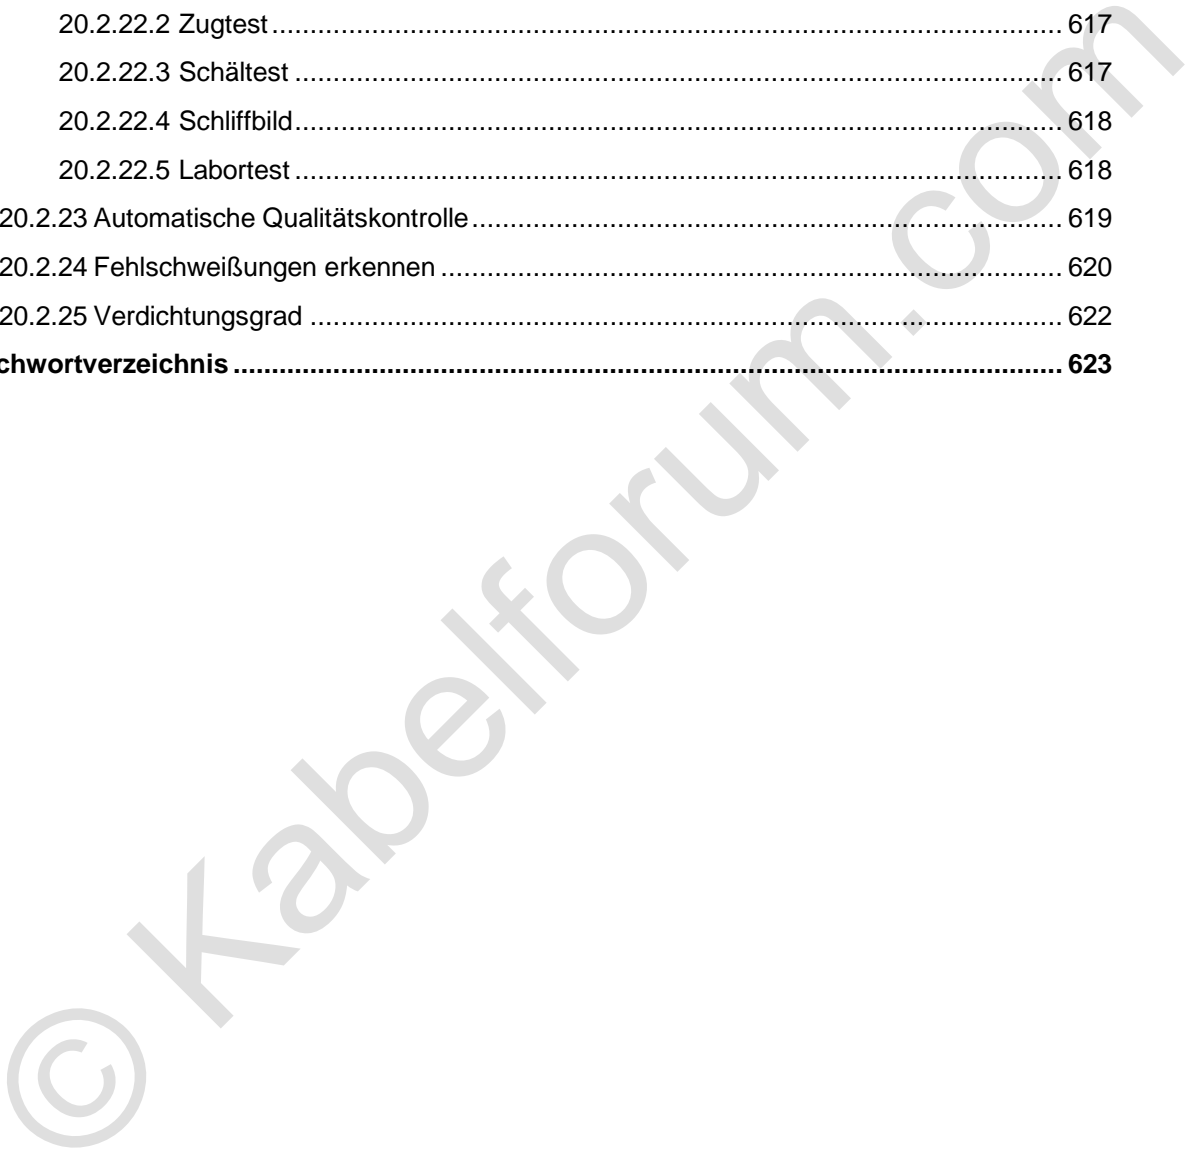 20.2.22.2 Zugtest ........................................................................................................ 617
20.2.22.3 Schältest ..................................................................................................... 617
20.2.22.4 Schliffbild ..................................................................................................... 618
20.2.22.5 Labortest ..................................................................................................... 618
20.2.23 Automatische Qualitätskontrolle .............................................................................. 619
20.2.24 Fehlschweißungen erkennen .................................................................................. 620
20.2.25 Verdichtungsgrad ................................................................................................... 622
chwortverzeichnis ............................................................................................................ 623
© Kabelforum.com